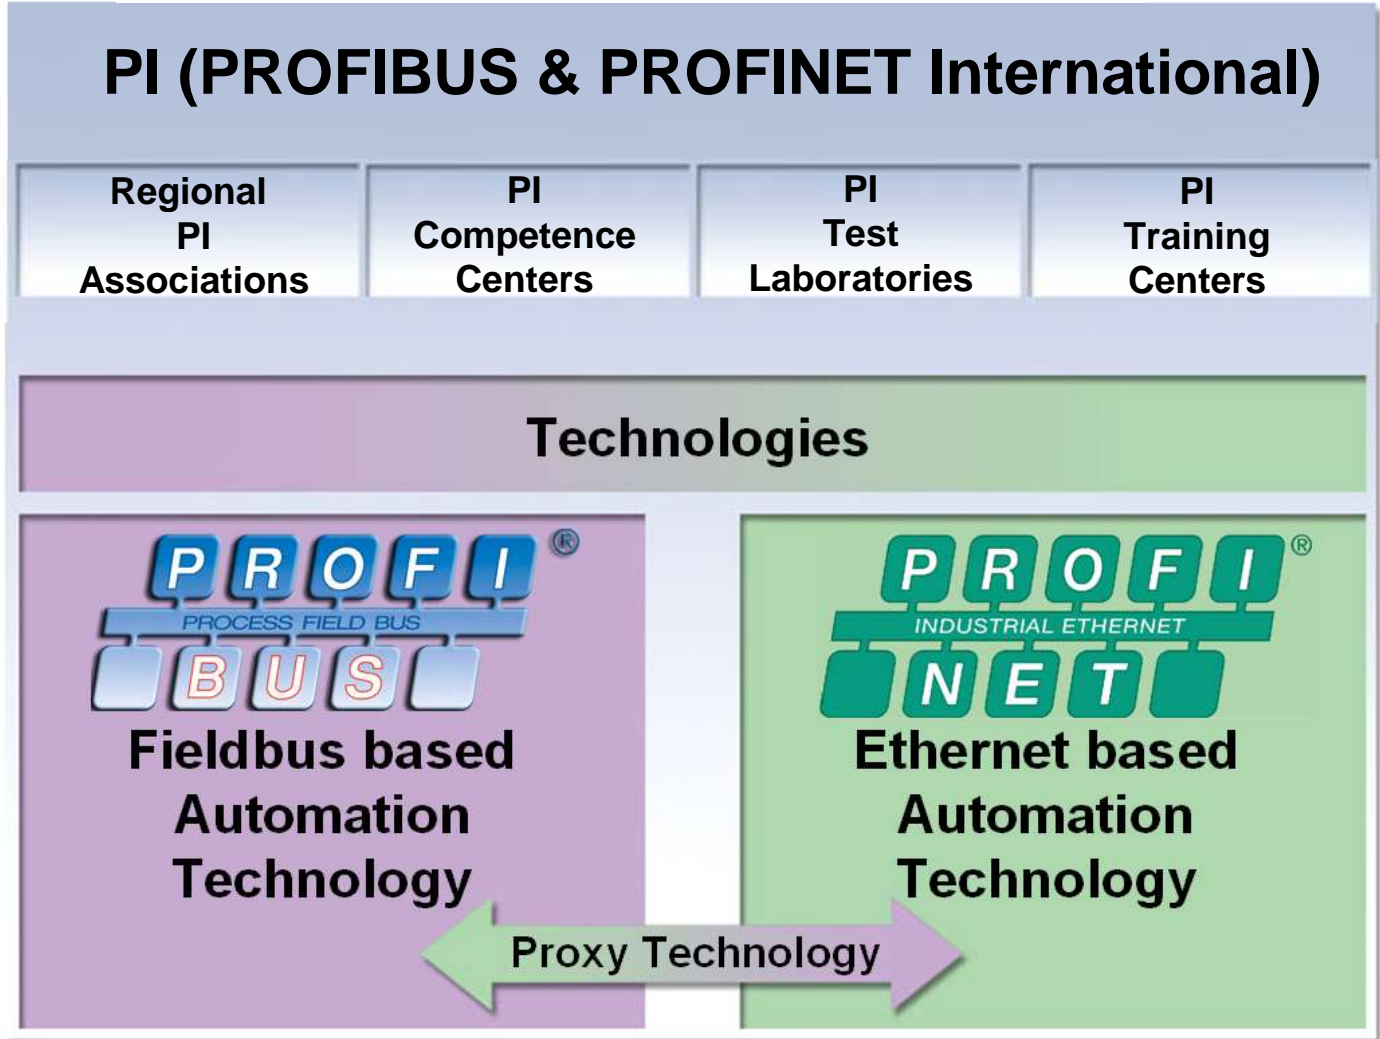 PI (PROFIBUS & PROFINET International)
Regional
PI
Associations
PI
Competence
Centers
PI
Test
Laboratories
PI
Training
Centers
Technologies
PROFI®
PROCESS FIELD BUS
BUS
Fieldbus based
Automation
Technology
PROFI®
INDUSTRIAL ETHERNET
NET
Ethernet based
Automation
Technology
Proxy Technology